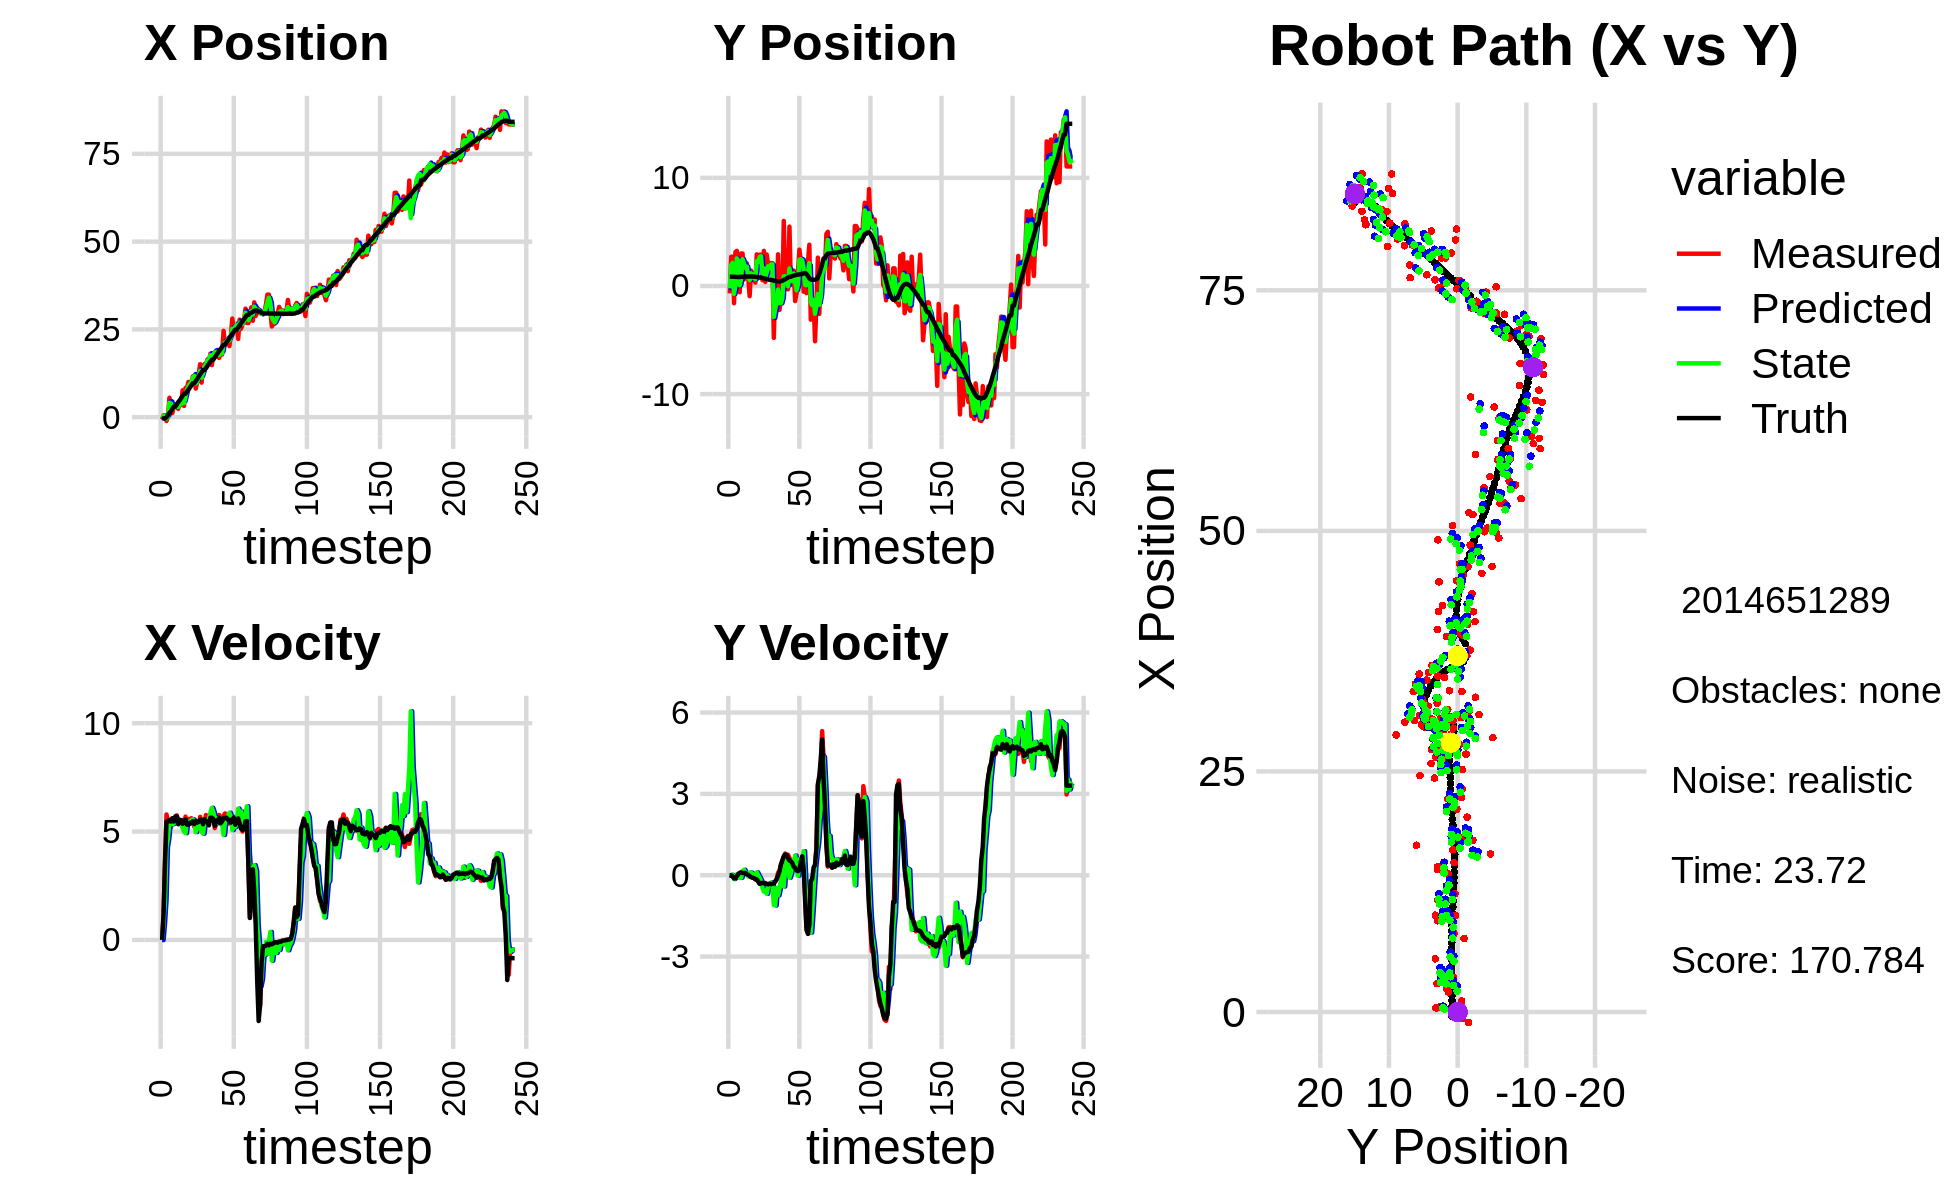 X Position
75
50
25
0
0 50 100 150 200 250
timestep
Y Position
10
0
-10
0 50 100 150 200 250
timestep
X Velocity
10
5
0
0 50 100 150 200 250
timestep
Y Velocity
6
3
0
-3
0 50 100 150 200 250
timestep
Robot Path (X vs Y)
X Position
75
50
25
0
20 10 0 -10 -20
Y Position
variable
Measured
Predicted
State
Truth
2014651289
Obstacles: none
Noise: realistic
Time: 23.72
Score: 170.784